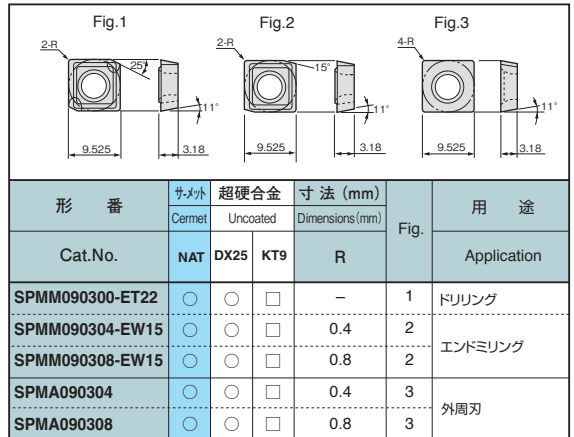 Fig.1 Fig.2 Fig.3
2-R 25° 2-R 15° 4-R
11° 11° 11°
9.525 3.18 9.525 3.18 9.525 3.18
形 番 サーメット 超硬合金 寸 法 (mm) Fig. 用 途
Cermet Uncoated Dimensions(mm)
Cat.No. NAT DX25 KT9 R Application
SPMM090300-ET22 ○ ○ □ – 1 ドリリング
SPMM090304-EW15 ○ ○ □ 0.4 2 エンドミリング
SPMM090308-EW15 ○ ○ □ 0.8 2
SPMA090304 ○ ○ □ 0.4 3 外周刃
SPMA090308 ○ ○ □ 0.8 3